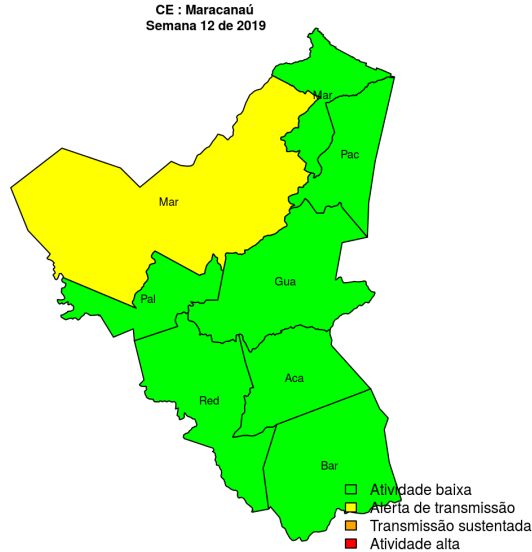 CE : Maracanaú
Semana 12 de 2019
Mar
Pac
Mar
Gua
Pal
Aca
Red
Bar
Atividade baixa
Alerta de transmissão
Transmissão sustentada
Atividade alta